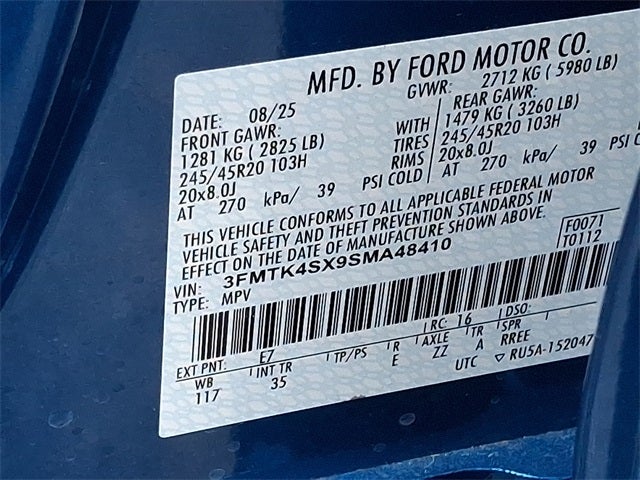 MFD. BY FORD MOTOR CO.
DATE: 08/25 GVWR: 2712 KG ( 5980 LB)
FRONT GAWR: REAR GAWR:
1281 KG ( 2825 LB) WITH 1479 KG ( 3260 LB)
245/45R20 103H TIRES 245/45R20 103H
20x8.0J RIMS 20x8.0J
AT 270 kPa/ 39 PSI COLD AT 270 kPa/ 39 PSI
THIS VEHICLE CONFORMS TO ALL APPLICABLE FEDERAL MOTOR
VEHICLE SAFETY AND THEFT PREVENTION STANDARDS IN
EFFECT ON THE DATE OF MANUFACTURE SHOWN ABOVE.
F0071
T0112
VIN: 3FMTK4SX9SMA48410
TYPE: MPV
EXT PNT: E7 RC: 16 DSO:
WB INT TR TP/PS R AXLE TR SPR
117 35 E ZZ A RREE
UTC ▽ RU5A-152047